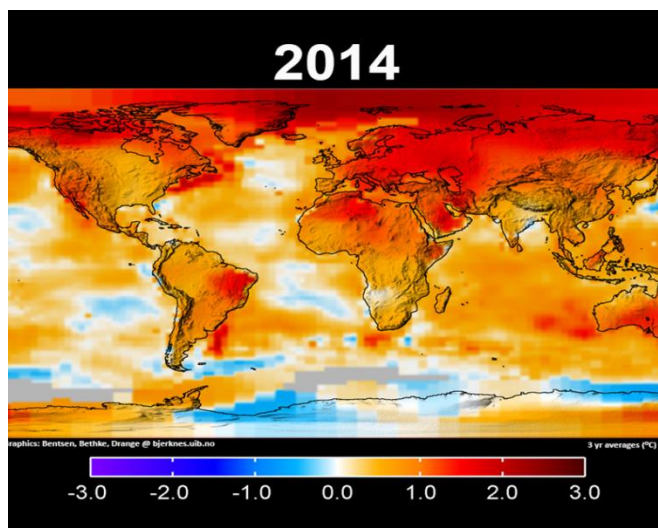 2014
raphics: Bentsen, Bethke, Drange @ bjerknes.uib.no
3 yr averages (°C)
-3.0 -2.0 -1.0 0.0 1.0 2.0 3.0